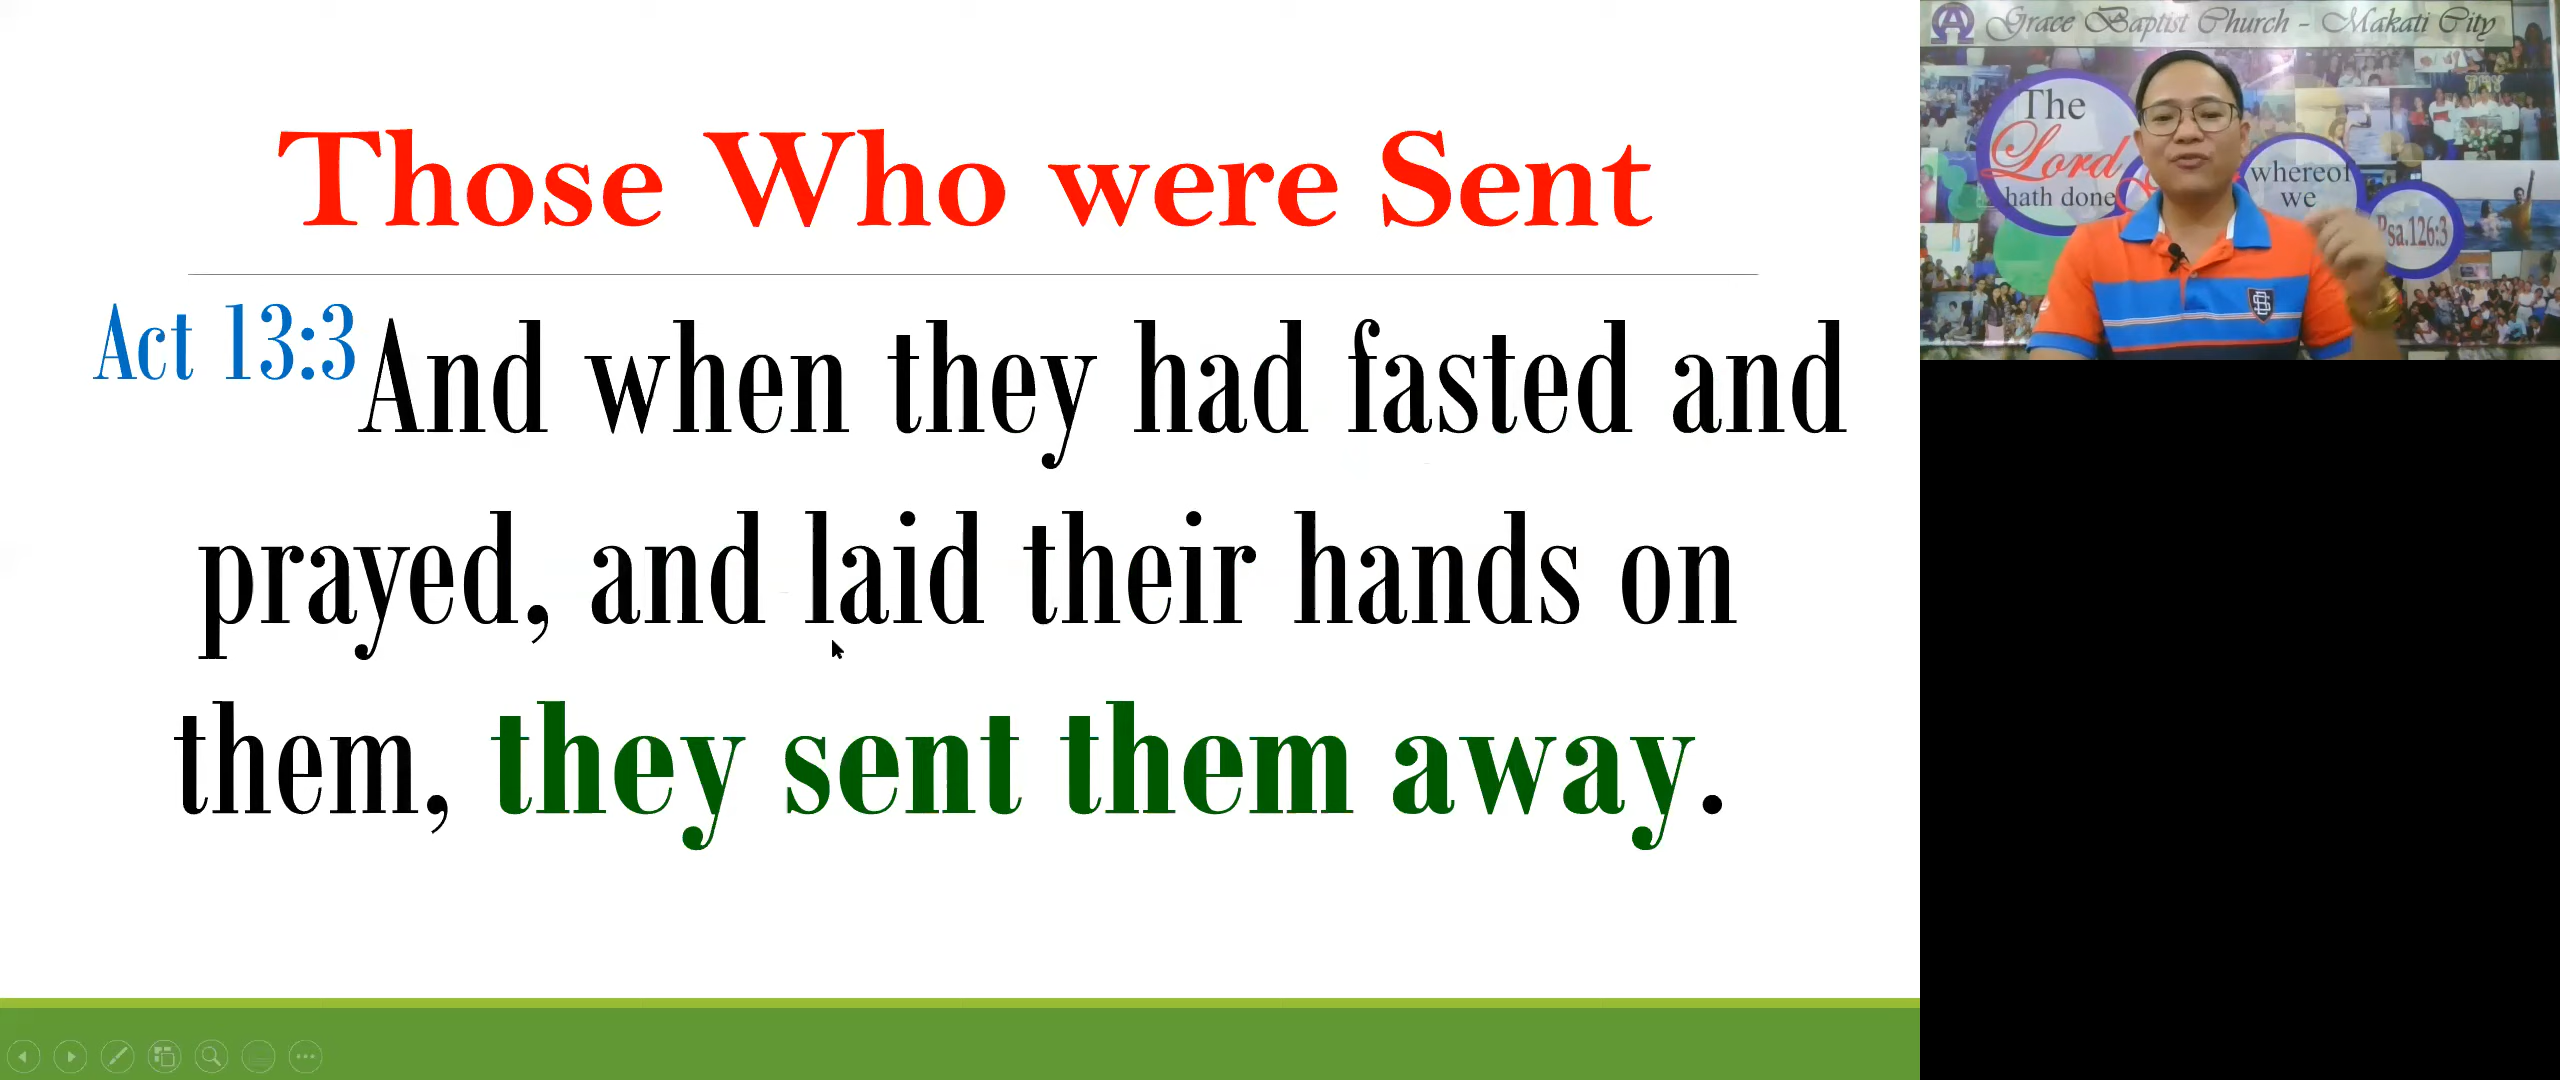 Those Who were Sent
Act 13:3 And when they had fasted and
prayed, and laid their hands on
them, they sent them away.
Grace Baptist Church - Makati City
The
Lord
hath done
whereof
we
Psa.126:3